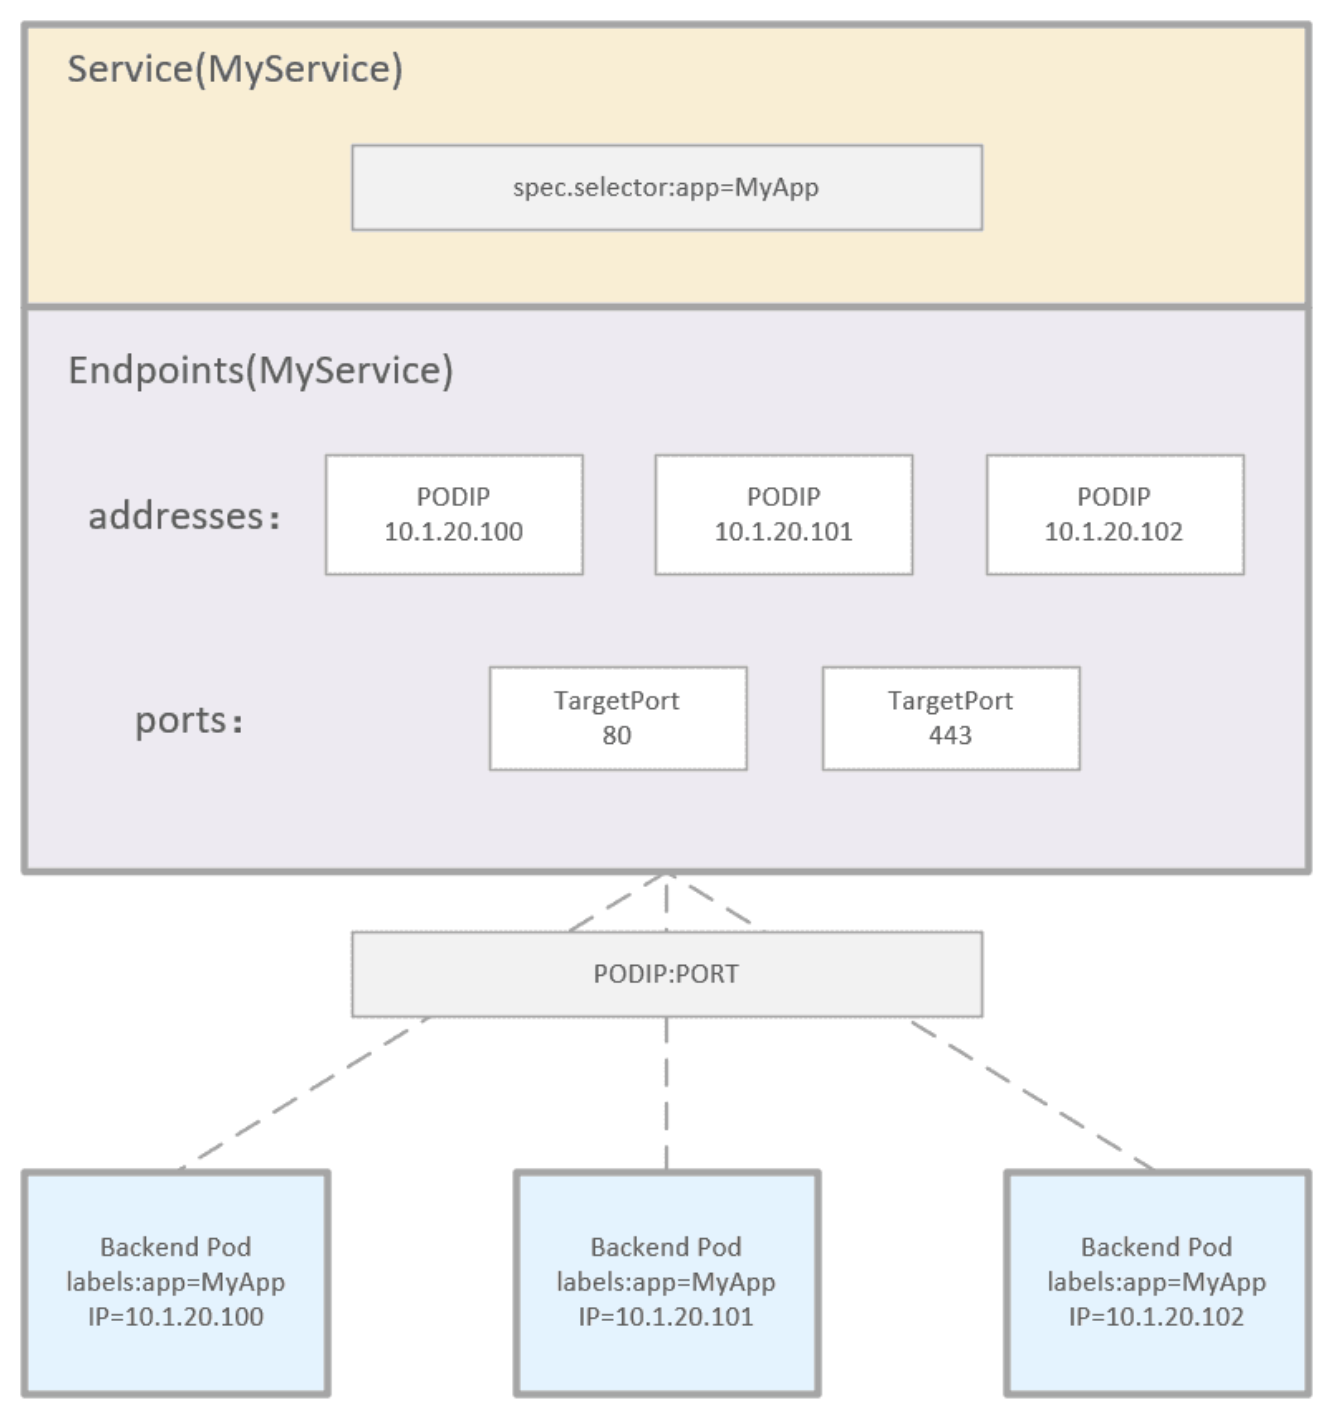 Service(MyService)
spec.selector:app=MyApp
Endpoints(MyService)
addresses：
PODIP
10.1.20.100
PODIP
10.1.20.101
PODIP
10.1.20.102
ports：
TargetPort
80
TargetPort
443
PODIP:PORT
Backend Pod
labels:app=MyApp
IP=10.1.20.100
Backend Pod
labels:app=MyApp
IP=10.1.20.101
Backend Pod
labels:app=MyApp
IP=10.1.20.102